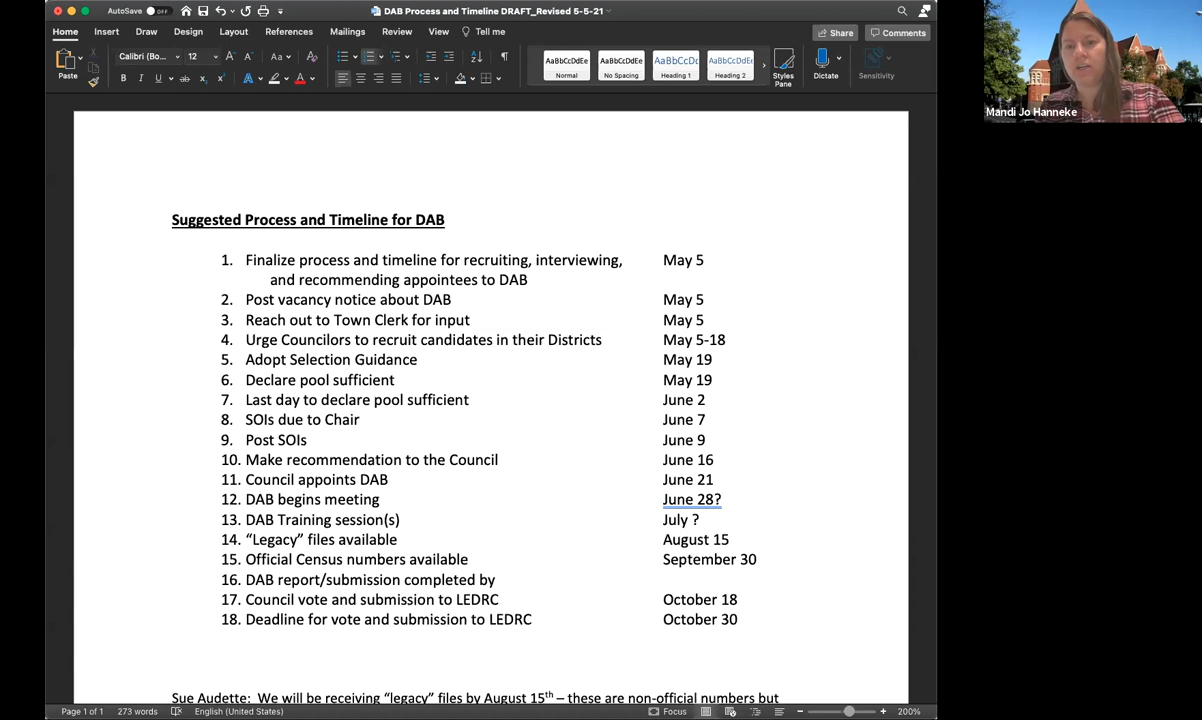 AutoSave OFF
DAB Process and Timeline DRAFT_Revised 5-5-21
Home Insert Draw Design Layout References Mailings Review View Tell me
Share Comments
Paste
Calibri (Bo... 12
Aa
AaBbCcDdEe AaBbCcDdEe AaBbCcDc AaBbCcDdEe
Normal No Spacing Heading 1 Heading 2
Styles Pane
Dictate
Sensitivity
Mandi Jo Hanneke
Suggested Process and Timeline for DAB
1. Finalize process and timeline for recruiting, interviewing, May 5
and recommending appointees to DAB
2. Post vacancy notice about DAB May 5
3. Reach out to Town Clerk for input May 5
4. Urge Councilors to recruit candidates in their Districts May 5-18
5. Adopt Selection Guidance May 19
6. Declare pool sufficient May 19
7. Last day to declare pool sufficient June 2
8. SOIs due to Chair June 7
9. Post SOIs June 9
10. Make recommendation to the Council June 16
11. Council appoints DAB June 21
12. DAB begins meeting June 28?
13. DAB Training session(s) July ?
14. “Legacy” files available August 15
15. Official Census numbers available September 30
16. DAB report/submission completed by
17. Council vote and submission to LEDRC October 18
18. Deadline for vote and submission to LEDRC October 30
Sue Audette: We will be receiving “legacy” files by August 15th – these are non-official numbers but
Page 1 of 1 273 words English (United States) Focus 200%